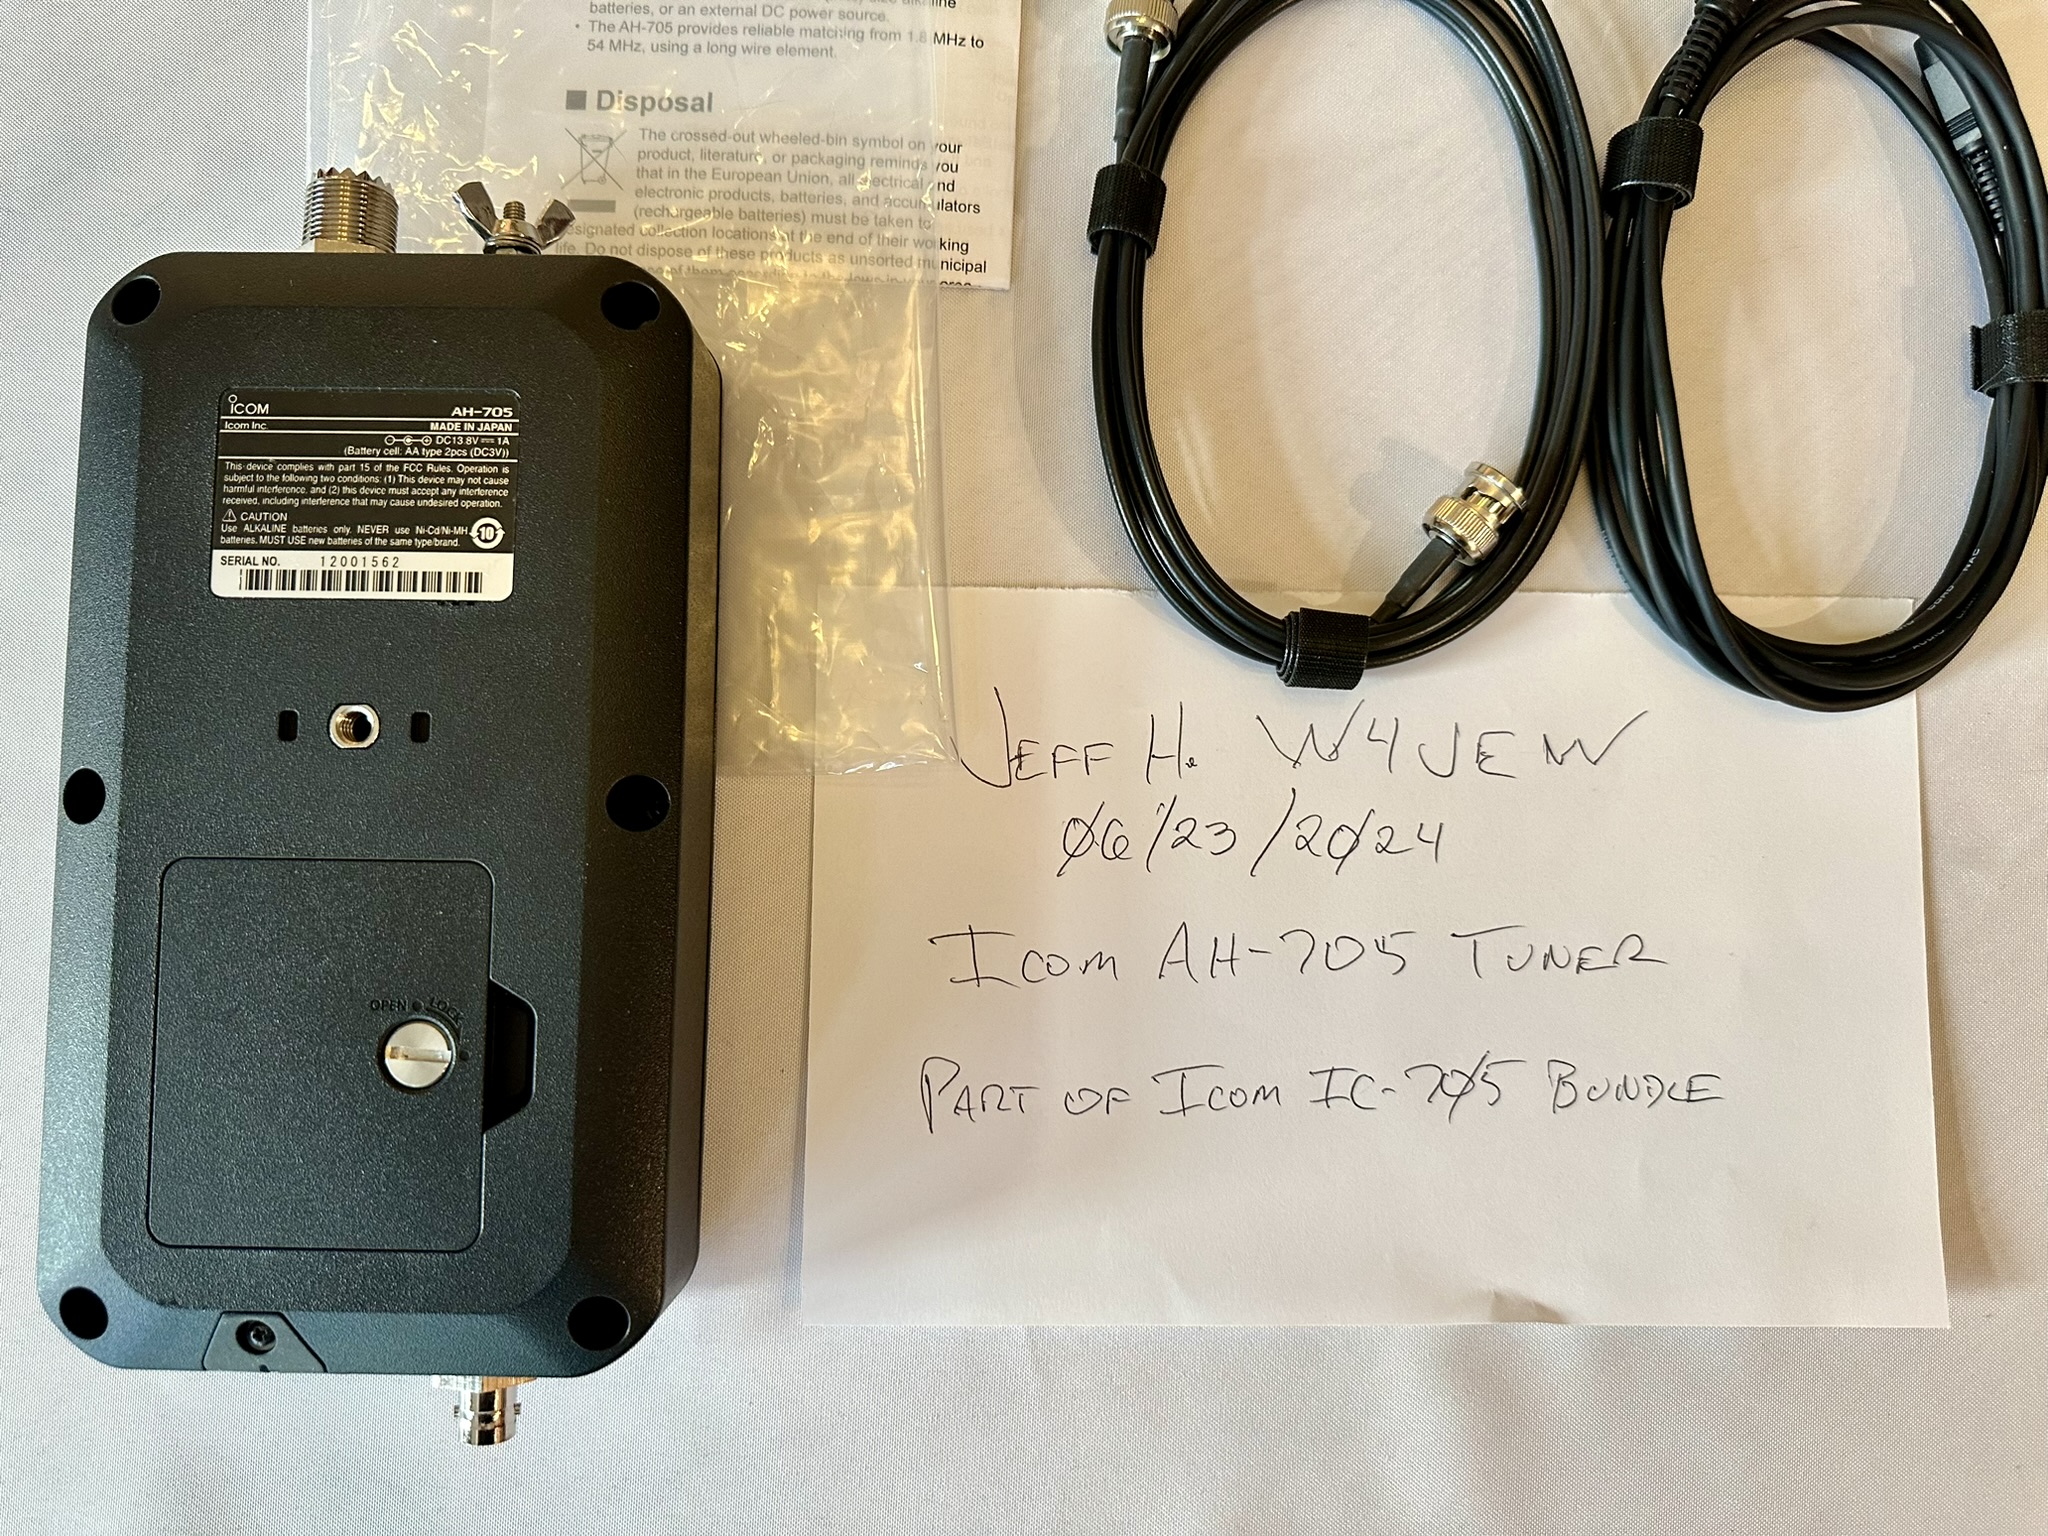 batteries, or an external DC power source.
• The AH-705 provides reliable matching from 1.8 MHz to
54 MHz, using a long wire element.
■ Disposal
The crossed-out wheeled-bin symbol on your
product, literature, or packaging reminds you
that in the European Union, all electrical and
electronic products, batteries, and accumulators
(rechargeable batteries) must be taken to
designated collection locations at the end of their working
life. Do not dispose of these products as unsorted municipal
ICOM AH-705
Icom Inc. MADE IN JAPAN
DC13.8V 1A
(Battery cell: AA type 2pcs (DC3V))
This device complies with part 15 of the FCC Rules. Operation is
subject to the following two conditions: (1) This device may not cause
harmful interference, and (2) this device must accept any interference
received, including interference that may cause undesired operation.
⚠ CAUTION
Use ALKALINE batteries only. NEVER use Ni-Cd/Ni-MH
batteries. MUST USE new batteries of the same type/brand.
10
SERIAL NO. 12001562
OPEN LOCK
JEFF H. W4JEW
06/23/2024
ICOM AH-705 TUNER
PART OF ICOM IC-705 BUNDLE